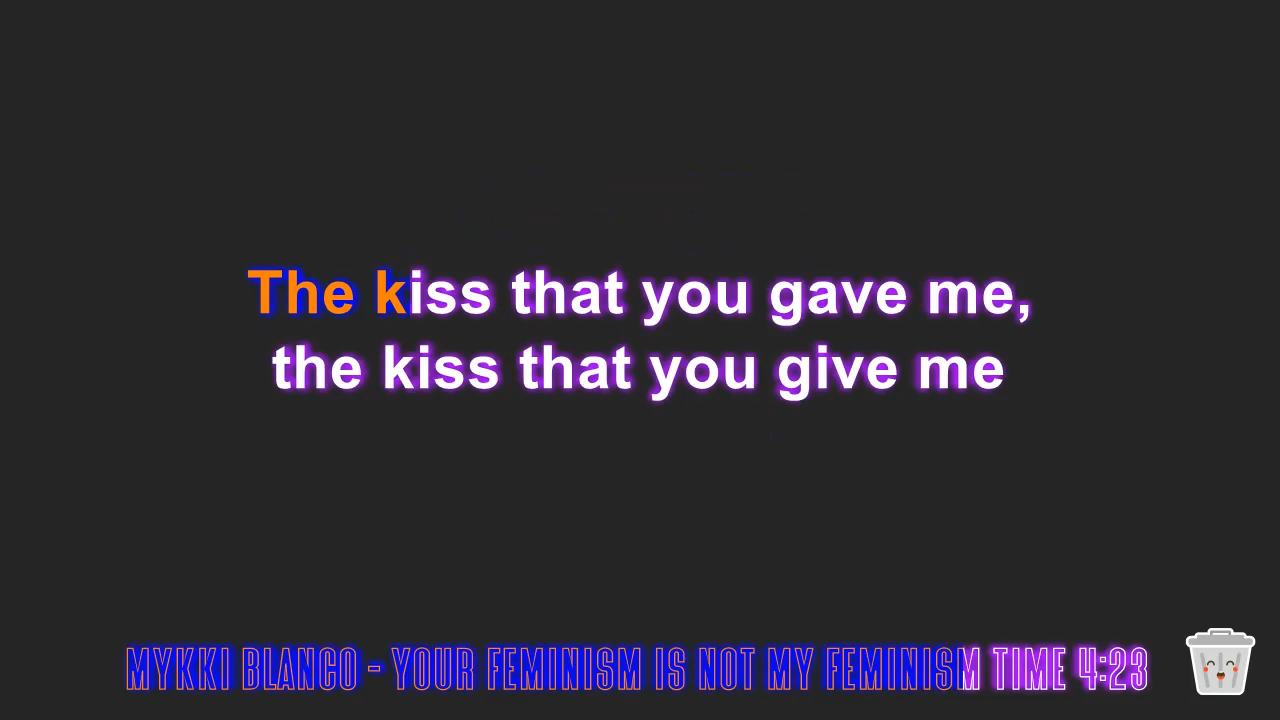 The kiss that you gave me,
the kiss that you give me
MYKKI BLANCO - YOUR FEMINISM IS NOT MY FEMINISM TIME 4:23